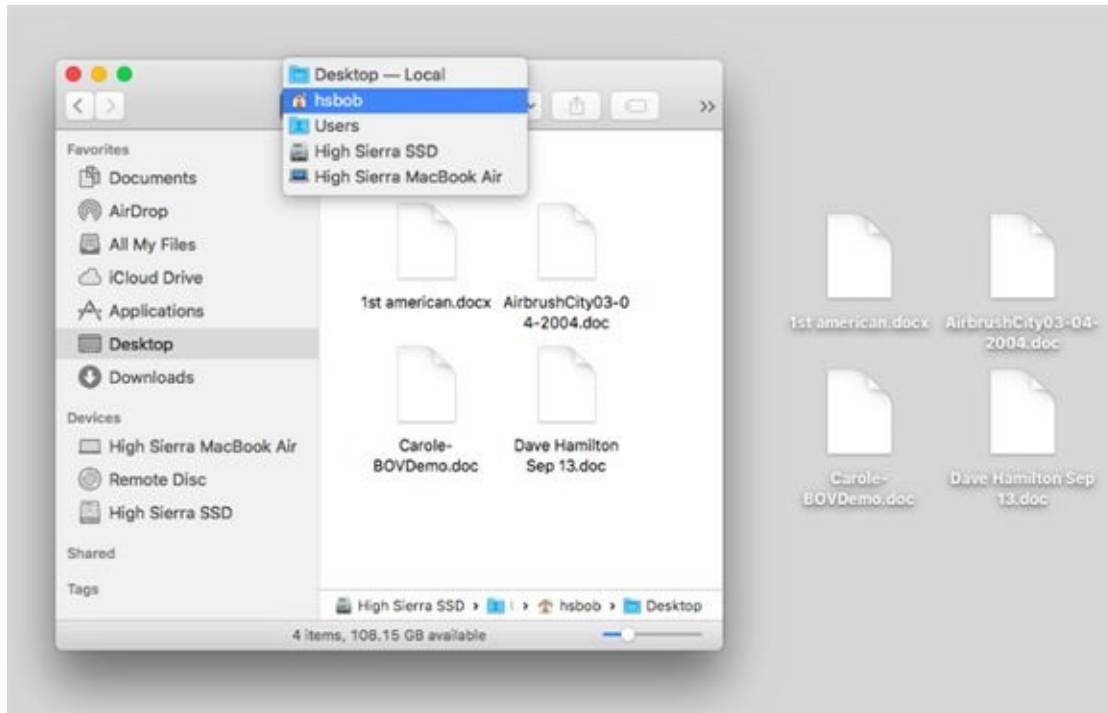 Desktop — Local
hsbob
Users
High Sierra SSD
High Sierra MacBook Air
Favorites
Documents
AirDrop
All My Files
iCloud Drive
Applications
Desktop
Downloads
Devices
High Sierra MacBook Air
Remote Disc
High Sierra SSD
Shared
Tags
1st american.docx
AirbrushCity03-0
4-2004.doc
Carole-
BOVDemo.doc
Dave Hamilton
Sep 13.doc
High Sierra SSD › › hsbob › Desktop
4 items, 108.15 GB available
1st american.docx
AirbrushCity03-04-
2004.doc
Carole-
BOVDemo.doc
Dave Hamilton Sep
13.doc